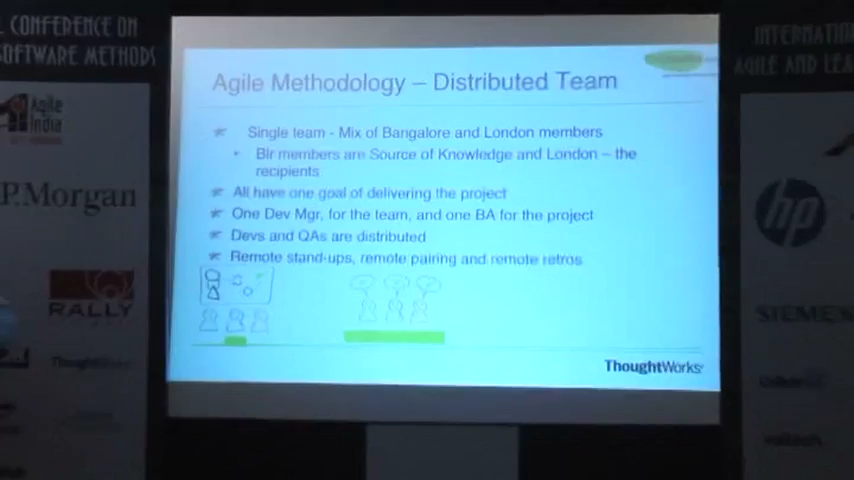 L CONFERENCE ON
SOFTWARE METHODS
INTERNATIO
AGILE AND LEA
Agile
India
P.Morgan
RALLY
ThoughtWorks
hp
SIEMENS
Agile Methodology – Distributed Team
Single team - Mix of Bangalore and London members
Blr members are Source of Knowledge and London – the
recipients
All have one goal of delivering the project
One Dev Mgr, for the team, and one BA for the project
Devs and QAs are distributed
Remote stand-ups, remote pairing and remote retros
ThoughtWorks